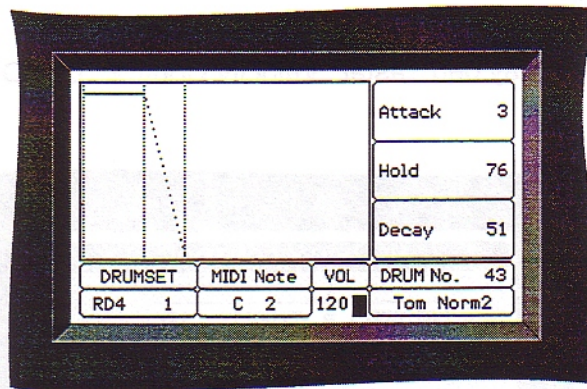 Attack 3
Hold 76
Decay 51
DRUMSET MIDI Note VOL DRUM No. 43
RD4 1 C 2 120 Tom Norm2